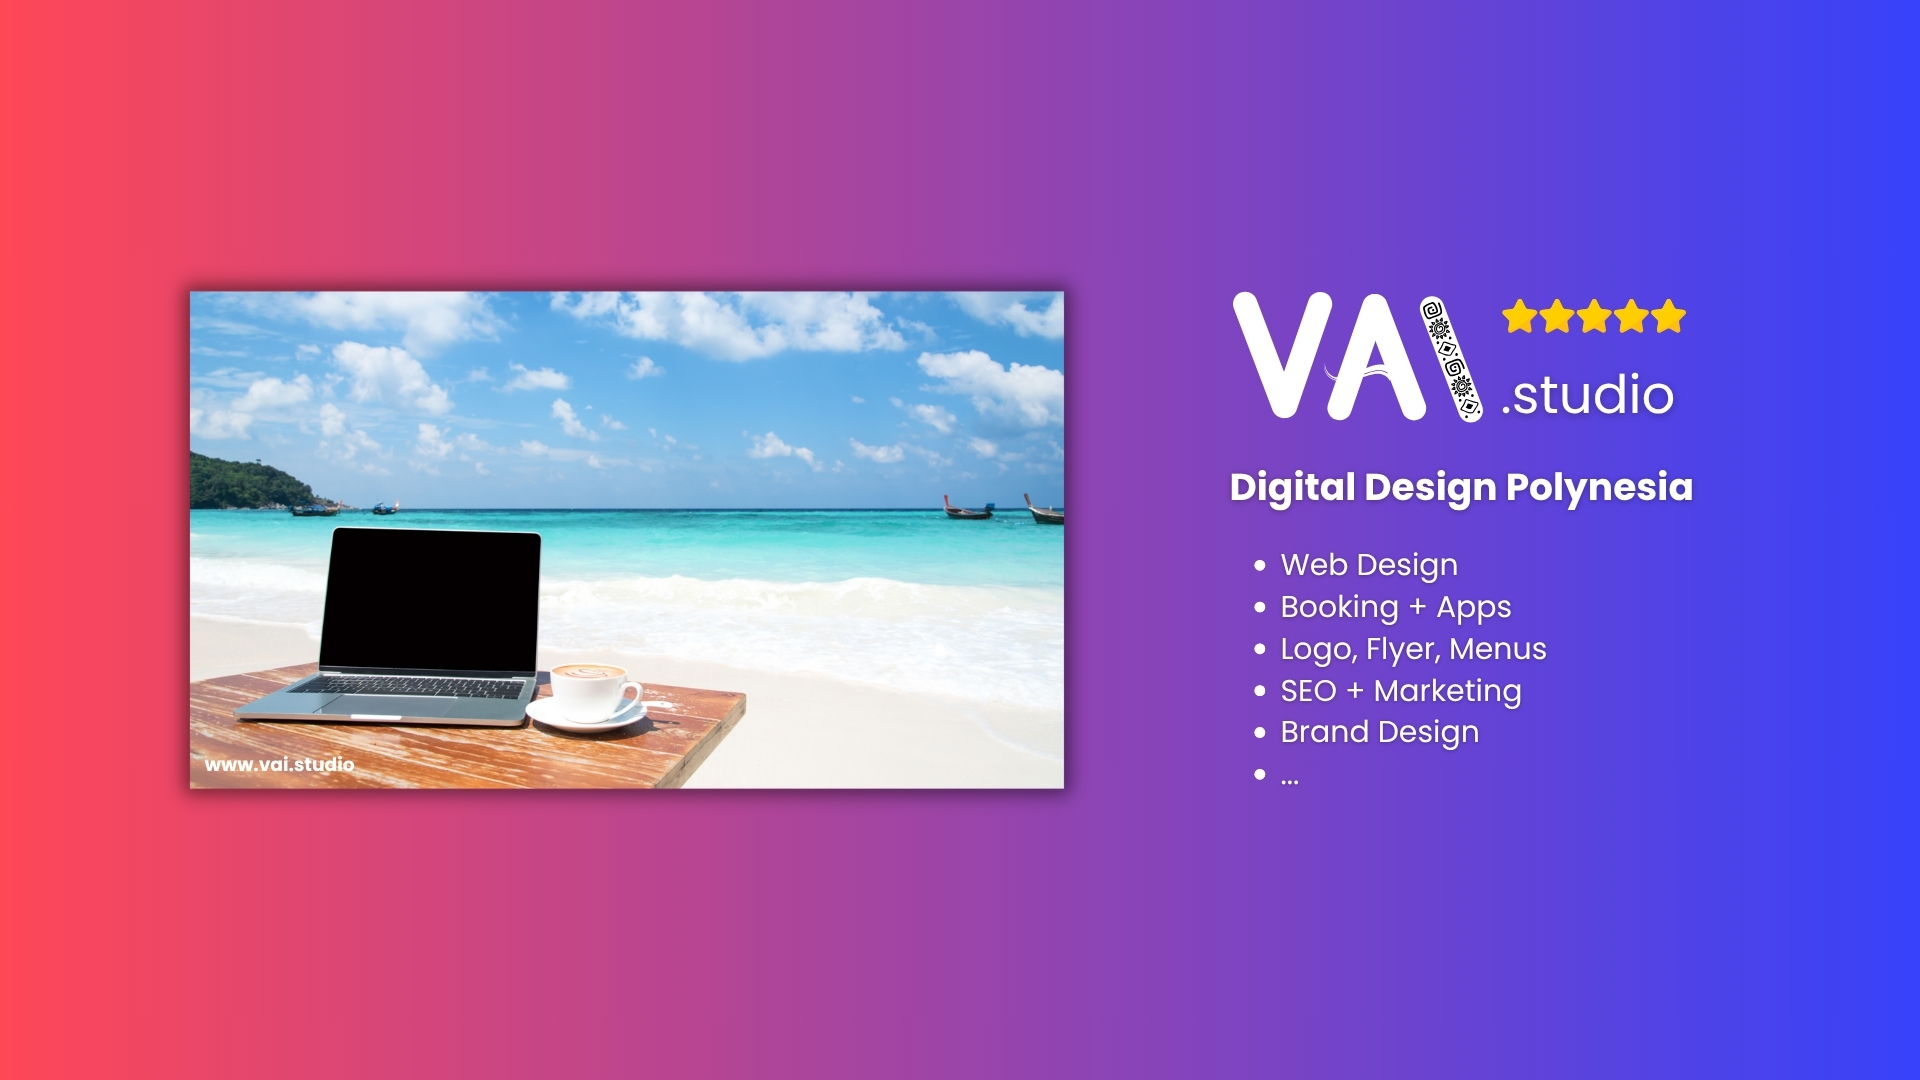 VAI
.studio
Digital Design Polynesia
• Web Design
• Booking + Apps
• Logo, Flyer, Menus
• SEO + Marketing
• Brand Design
• ...
www.vai.studio